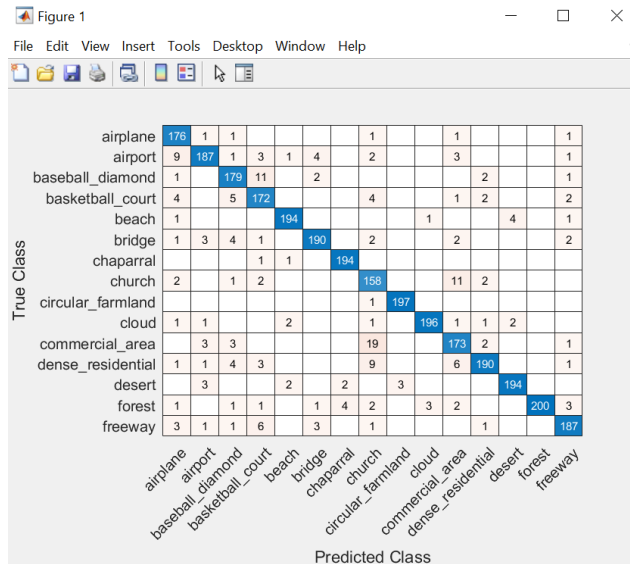 Figure 1
File Edit View Insert Tools Desktop Window Help
True Class
airplane 176 1 1 1 1 1
airport 9 187 1 3 1 4 2 3 1
baseball_diamond 1 179 11 2 2 1
basketball_court 4 5 172 4 1 2 2
beach 1 194 1 4 1
bridge 1 3 4 1 190 2 2 2
chaparral 1 1 194
church 2 1 2 158 11 2
circular_farmland 1 197
cloud 1 1 2 1 196 1 1 2
commercial_area 3 3 19 173 2 1
dense_residential 1 1 4 3 9 6 190 1
desert 3 2 2 3 194
forest 1 1 1 1 4 2 3 2 200 3
freeway 3 1 1 6 3 1 1 187
airplane airport baseball_diamond basketball_court beach bridge chaparral church circular_farmland cloud commercial_area dense_residential desert forest freeway
Predicted Class